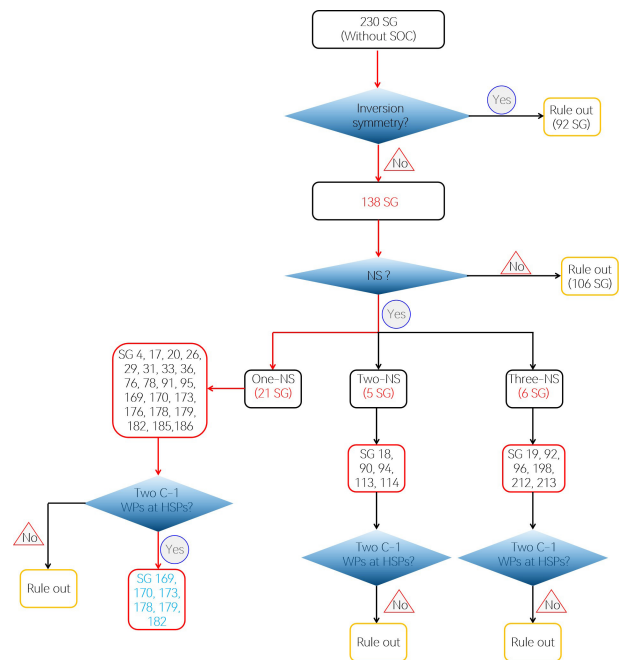 230 SG
(Without SOC)
Inversion
symmetry?
Yes
Rule out
(92 SG)
No
138 SG
NS ?
No
Rule out
(106 SG)
Yes
SG 4, 17, 20, 26,
29, 31, 33, 36,
76, 78, 91, 95,
169, 170, 173,
176, 178, 179,
182, 185,186
One-NS
(21 SG)
Two-NS
(5 SG)
Three-NS
(6 SG)
SG 18,
90, 94,
113, 114
SG 19, 92,
96, 198,
212, 213
Two C-1
WPs at HSPs?
No
Yes
Rule out
SG 169,
170, 173,
178, 179,
182
Two C-1
WPs at HSPs?
No
Rule out
Two C-1
WPs at HSPs?
No
Rule out